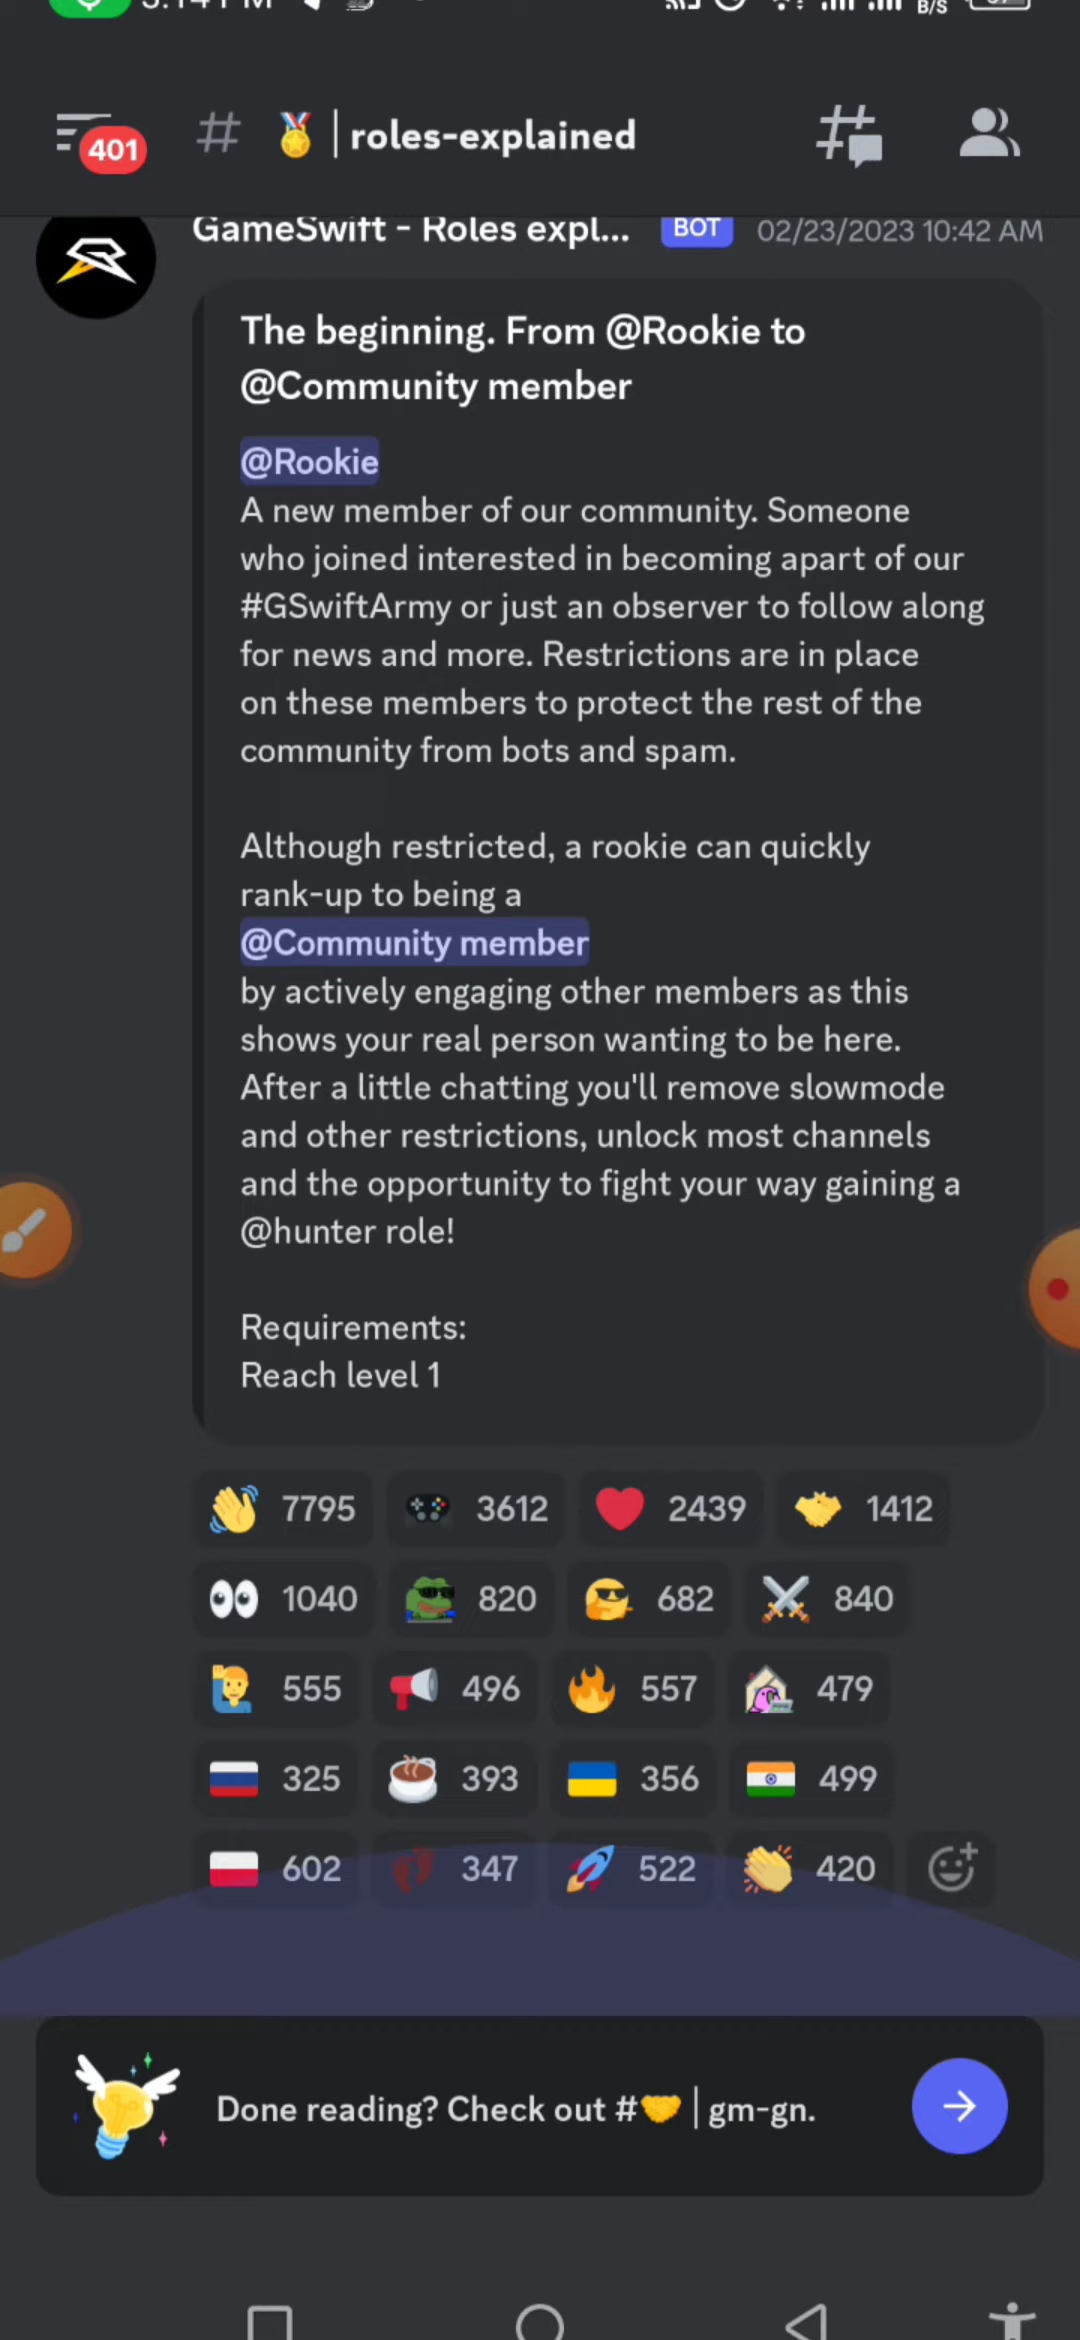 B/S
401
# | roles-explained
GameSwift - Roles expl... BOT 02/23/2023 10:42 AM
The beginning. From @Rookie to
@Community member
@Rookie
A new member of our community. Someone
who joined interested in becoming apart of our
#GSwiftArmy or just an observer to follow along
for news and more. Restrictions are in place
on these members to protect the rest of the
community from bots and spam.
Although restricted, a rookie can quickly
rank-up to being a
@Community member
by actively engaging other members as this
shows your real person wanting to be here.
After a little chatting you'll remove slowmode
and other restrictions, unlock most channels
and the opportunity to fight your way gaining a
@hunter role!
Requirements:
Reach level 1
7795 3612 2439 1412
1040 820 682 840
555 496 557 479
325 393 356 499
602 347 522 420
Done reading? Check out # | gm-gn.